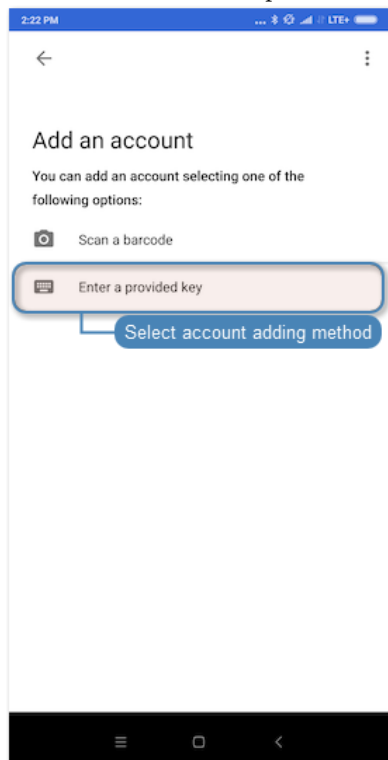 2:22 PM ... LTE+
Add an account
You can add an account selecting one of the
following options:
Scan a barcode
Enter a provided key
Select account adding method